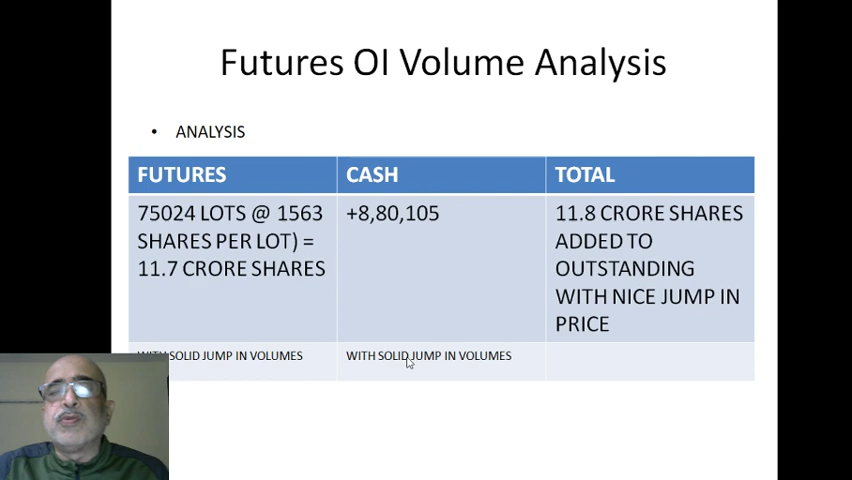 Futures OI Volume Analysis
• ANALYSIS
FUTURES
CASH
TOTAL
75024 LOTS @ 1563
SHARES PER LOT) =
11.7 CRORE SHARES
+8,80,105
11.8 CRORE SHARES
ADDED TO
OUTSTANDING
WITH NICE JUMP IN
PRICE
WITH SOLID JUMP IN VOLUMES
WITH SOLID JUMP IN VOLUMES